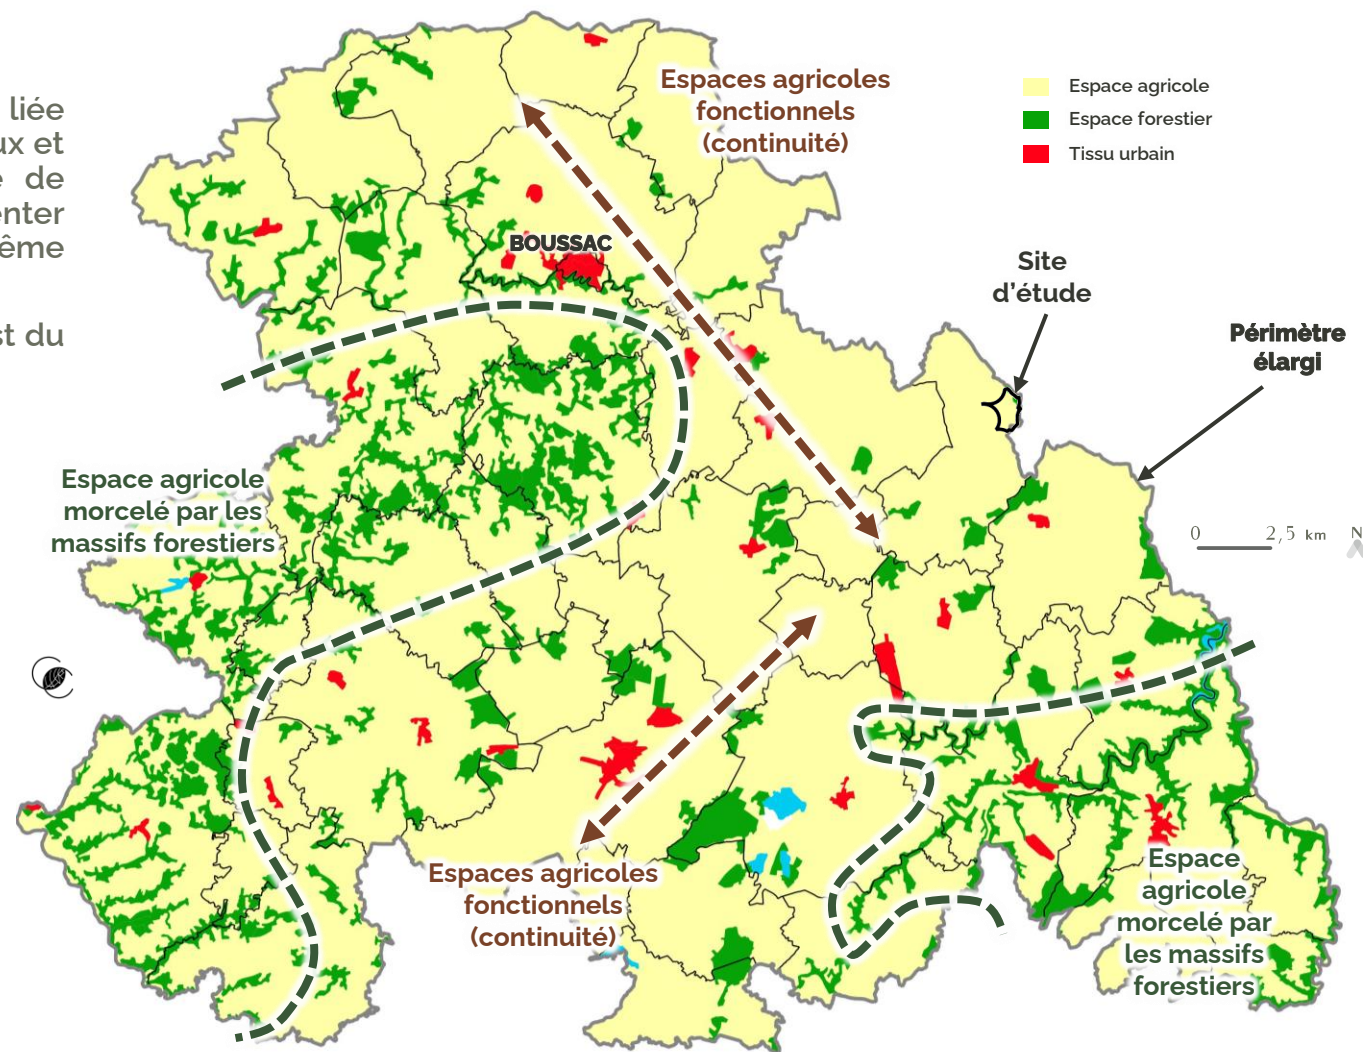 liée
ux et
de
enter
ême
st du
Espaces agricoles
fonctionnels
(continuité)
Espace agricole
Espace forestier
Tissu urbain
BOUSSAC
Site
d'étude
Périmètre
élargi
Espace agricole
morcelé par les
massifs forestiers
0 2,5 km N
Espaces agricoles
fonctionnels
(continuité)
Espace
agricole
morcelé par
les massifs
forestiers